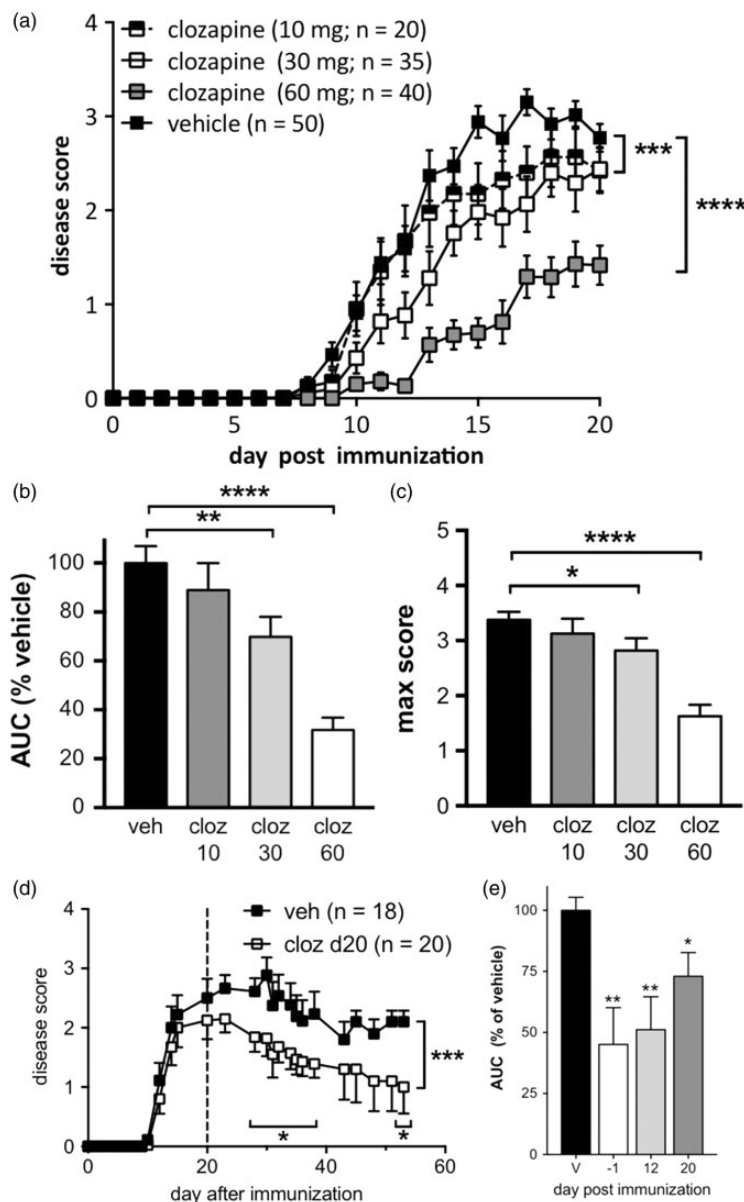 (a)
clozapine (10 mg; n = 20)
clozapine (30 mg; n = 35)
clozapine (60 mg; n = 40)
vehicle (n = 50)
disease score
4
3
2
1
0
***
****
0 5 10 15 20
day post immunization
(b)
****
**
AUC (% vehicle)
100
80
60
40
20
0
veh cloz cloz cloz
10 30 60
(c)
****
*
max score
5
4
3
2
1
0
veh cloz cloz cloz
10 30 60
(d)
veh (n = 18)
cloz d20 (n = 20)
disease score
4
3
2
1
0
***
* *
0 20 40 60
day after immunization
(e)
AUC (% of vehicle)
100
75
50
25
0
** ** *
V -1 12 20
day post immunization